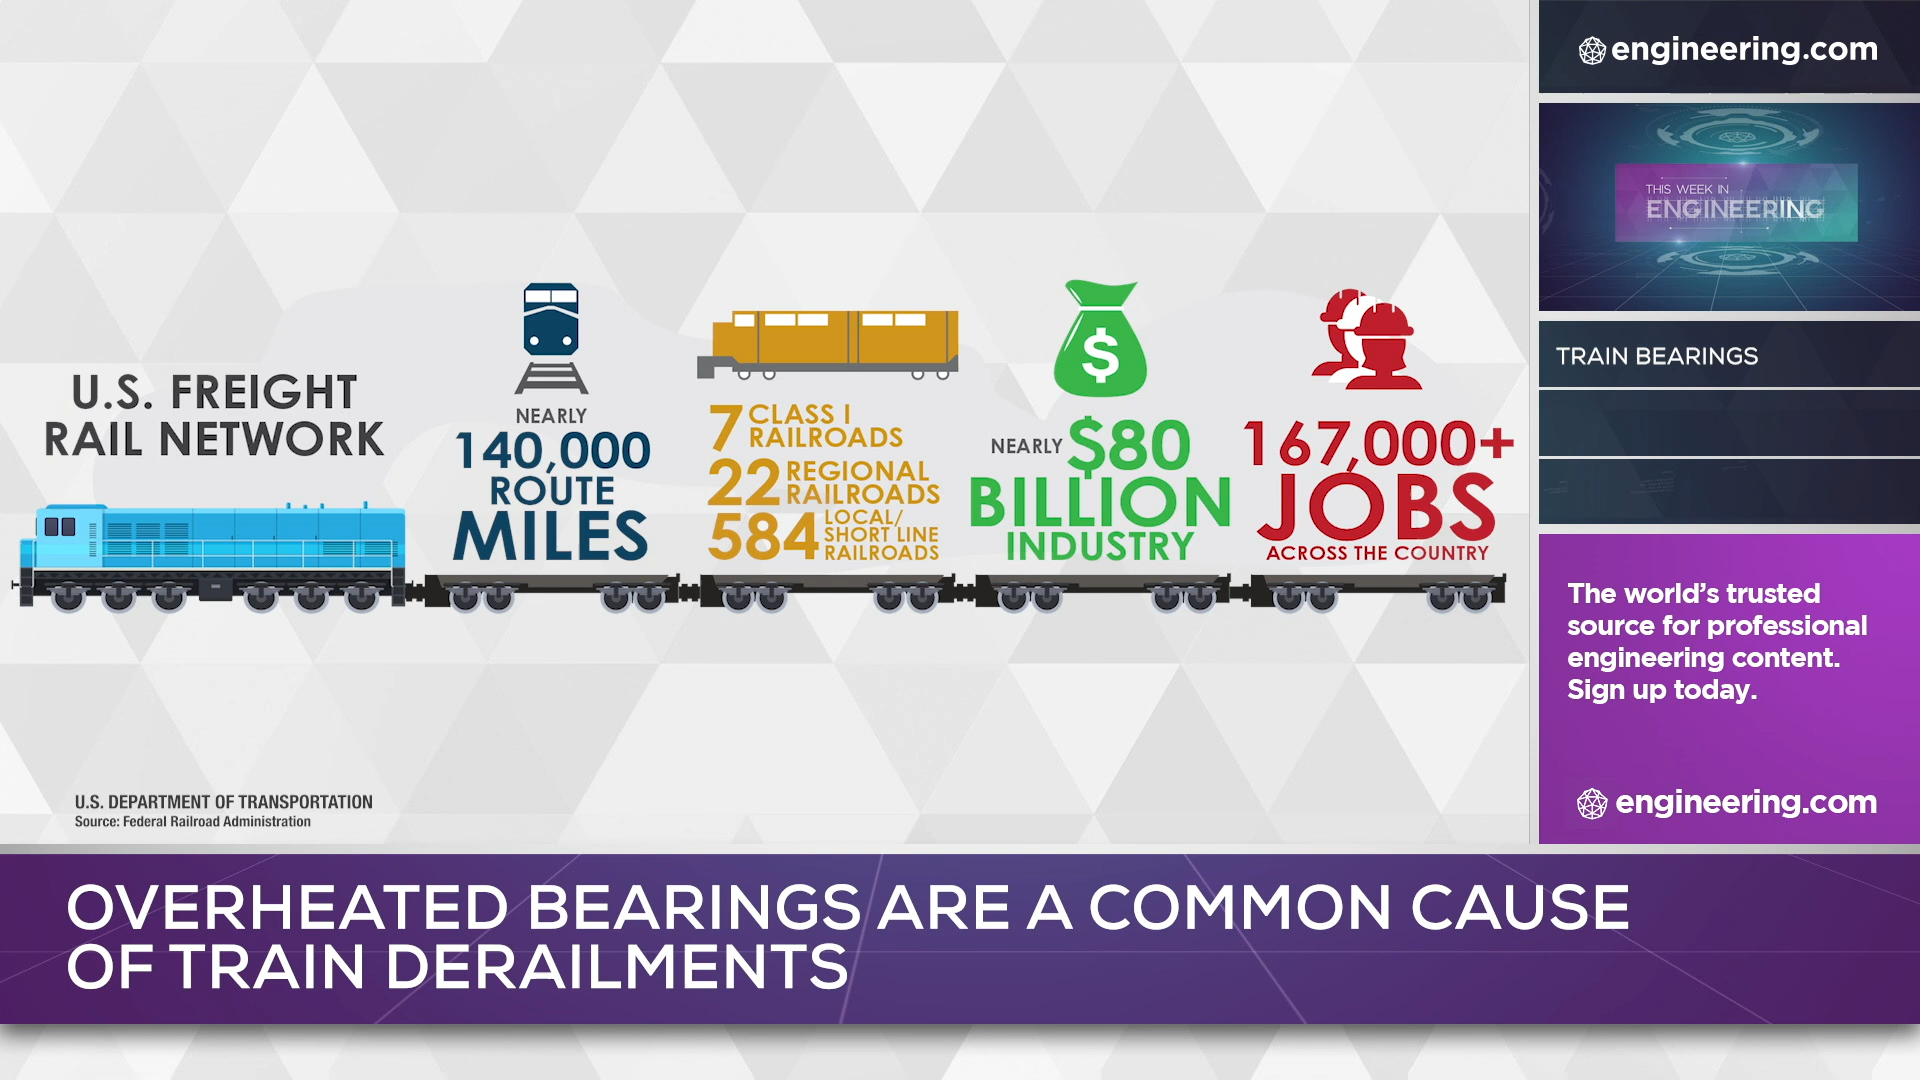 U.S. FREIGHT
RAIL NETWORK
NEARLY
140,000
ROUTE
MILES
7 CLASS I
RAILROADS
22 REGIONAL
RAILROADS
584 LOCAL/
SHORT LINE
RAILROADS
$
NEARLY $80
BILLION
INDUSTRY
167,000+
JOBS
ACROSS THE COUNTRY
U.S. DEPARTMENT OF TRANSPORTATION
Source: Federal Railroad Administration
engineering.com
THIS WEEK IN
ENGINEERING
TRAIN BEARINGS
The world's trusted
source for professional
engineering content.
Sign up today.
engineering.com
OVERHEATED BEARINGS ARE A COMMON CAUSE
OF TRAIN DERAILMENTS